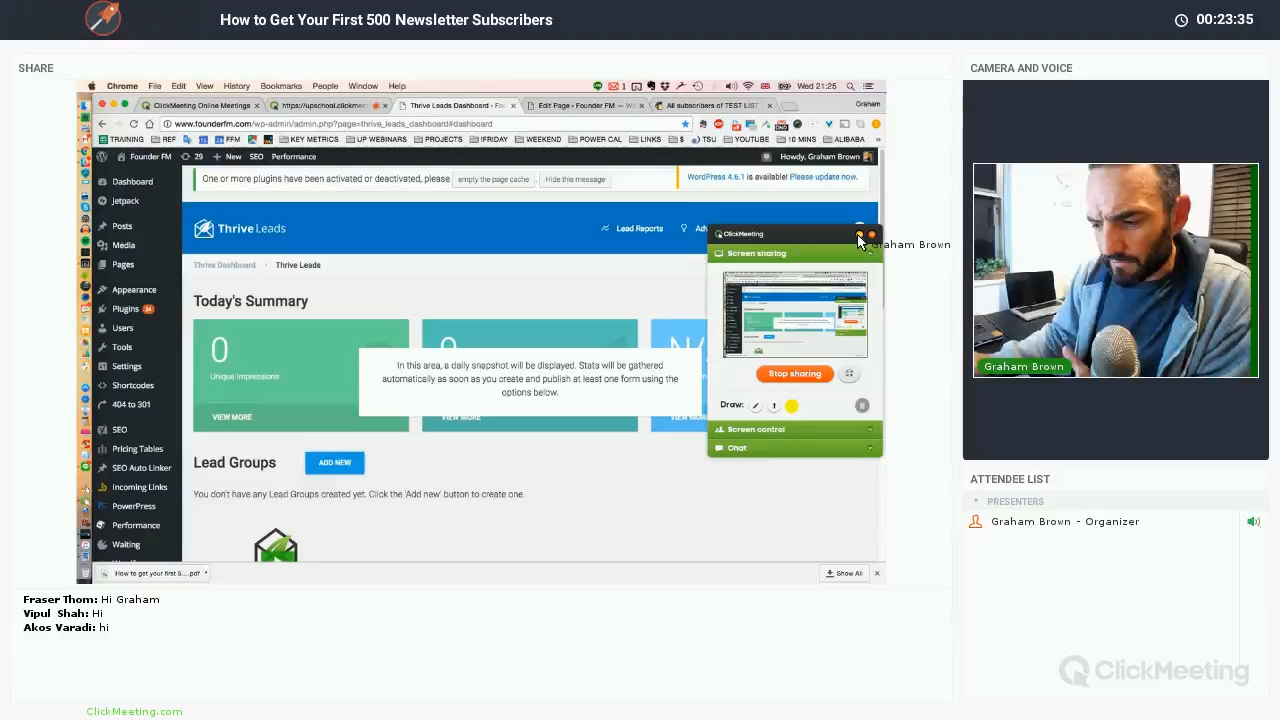 How to Get Your First 500 Newsletter Subscribers
00:23:35
SHARE
CAMERA AND VOICE
Chrome File Edit View History Bookmarks People Window Help
1
Wed 21:25
ClickMeeting Online Meetings
https://upschool.clickmee
Thrive Leads Dashboard ‹ Fou
Edit Page ‹ Founder FM — W
All subscribers of TEST LIST
Graham
www.founderfm.com/wp-admin/admin.php?page=thrive_leads_dashboard#dashboard
TRAINING REF FFM KEY METRICS UP WEBINARS PROJECTS IFRIDAY WEEKEND POWER CAL LINKS TSU YOUTUBE 10 MINS ALIBABA
Founder FM 29 New SEO Performance
Howdy, Graham Brown
Dashboard
Jetpack
Posts
Media
Pages
Appearance
Plugins 24
Users
Tools
Settings
Shortcodes
404 to 301
SEO
Pricing Tables
SEO Auto Linker
Incoming Links
PowerPress
Performance
Waiting
One or more plugins have been activated or deactivated, please empty the page cache Hide this message
WordPress 4.6.1 is available! Please update now.
Thrive Leads
Lead Reports
Adv
Thrive Dashboard Thrive Leads
Today's Summary
0
Unique Impressions
VIEW MORE
VIEW MORE
N/
VIEW MOR
In this area, a daily snapshot will be displayed. Stats will be gathered
automatically as soon as you create and publish at least one form using the
options below.
Lead Groups
ADD NEW
You don't have any Lead Groups created yet. Click the 'Add new' button to create one.
ClickMeeting
Graham Brown
Screen sharing
Stop sharing
Draw:
Screen control
Chat
How to get your first 5....pdf
Show All
Graham Brown
ATTENDEE LIST
PRESENTERS
Graham Brown - Organizer
Fraser Thom: Hi Graham
Vipul Shah: Hi
Akos Varadi: hi
ClickMeeting
ClickMeeting.com